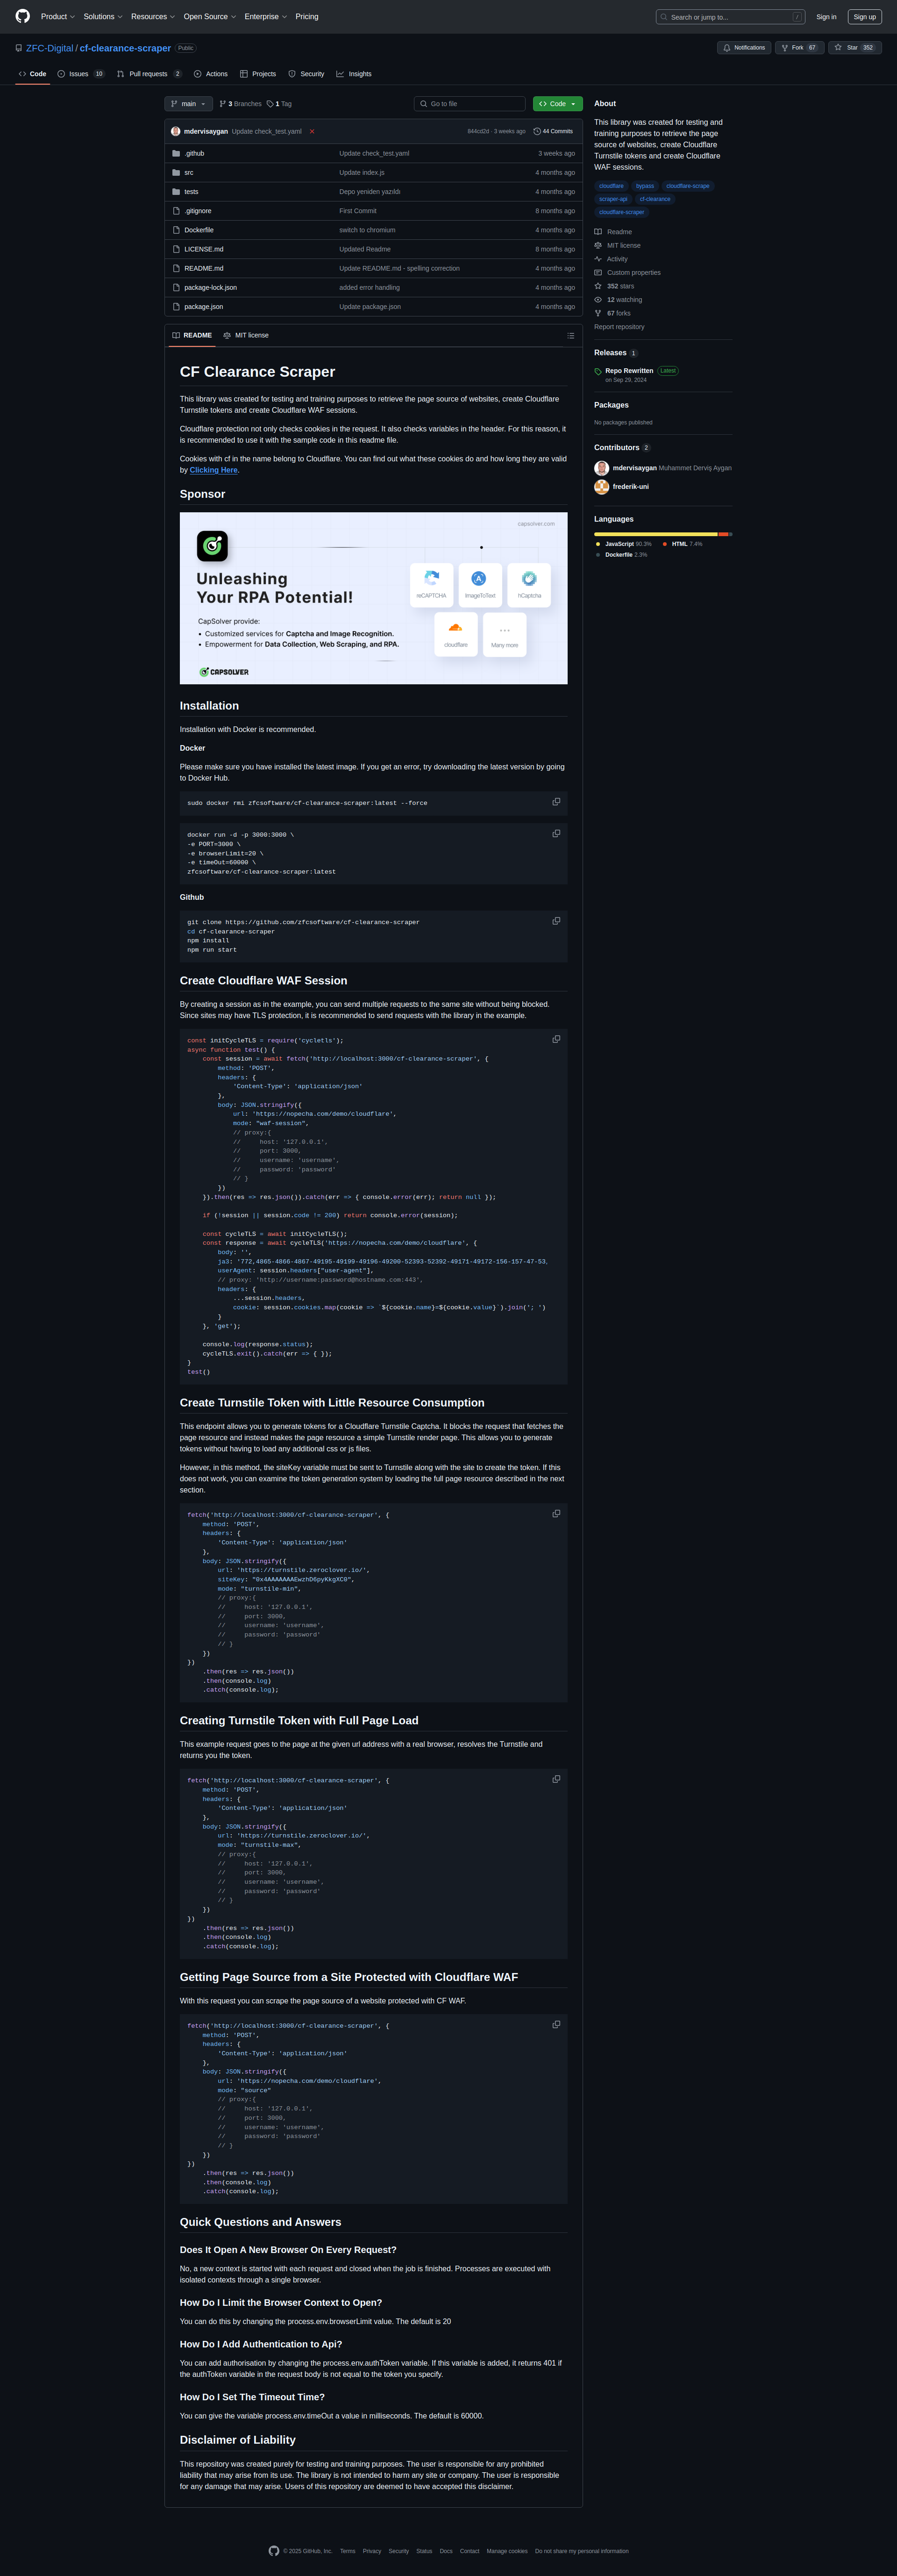 Product Solutions Resources Open Source Enterprise Pricing Search or jump to... / Sign in Sign up
ZFC-Digital / cf-clearance-scraper Public Notifications Fork 67 Star 352
Code Issues 10 Pull requests 2 Actions Projects Security Insights
main 3 Branches 1 Tag Go to file Code
mdervisaygan Update check_test.yaml 844cd2d · 3 weeks ago 44 Commits
.github Update check_test.yaml 3 weeks ago
src Update index.js 4 months ago
tests Depo yeniden yazıldı 4 months ago
.gitignore First Commit 8 months ago
Dockerfile switch to chromium 4 months ago
LICENSE.md Updated Readme 8 months ago
README.md Update README.md - spelling correction 4 months ago
package-lock.json added error handling 4 months ago
package.json Update package.json 4 months ago
README MIT license
CF Clearance Scraper
This library was created for testing and training purposes to retrieve the page source of websites, create Cloudflare
Turnstile tokens and create Cloudflare WAF sessions.
Cloudflare protection not only checks cookies in the request. It also checks variables in the header. For this reason, it
is recommended to use it with the sample code in this readme file.
Cookies with cf in the name belong to Cloudflare. You can find out what these cookies do and how long they are valid
by Clicking Here.
Sponsor
capsolver.com
Unleashing
Your RPA Potential!
CapSolver provide:
• Customized services for Captcha and Image Recognition.
• Empowerment for Data Collection, Web Scraping, and RPA.
CAPSOLVER
reCAPTCHA ImageToText hCaptcha
cloudflare Many more
Installation
Installation with Docker is recommended.
Docker
Please make sure you have installed the latest image. If you get an error, try downloading the latest version by going
to Docker Hub.
sudo docker rmi zfcsoftware/cf-clearance-scraper:latest --force
docker run -d -p 3000:3000 \
-e PORT=3000 \
-e browserLimit=20 \
-e timeOut=60000 \
zfcsoftware/cf-clearance-scraper:latest
Github
git clone https://github.com/zfcsoftware/cf-clearance-scraper
cd cf-clearance-scraper
npm install
npm run start
Create Cloudflare WAF Session
By creating a session as in the example, you can send multiple requests to the same site without being blocked.
Since sites may have TLS protection, it is recommended to send requests with the library in the example.
const initCycleTLS = require('cycletls');
async function test() {
const session = await fetch('http://localhost:3000/cf-clearance-scraper', {
method: 'POST',
headers: {
'Content-Type': 'application/json'
},
body: JSON.stringify({
url: 'https://nopecha.com/demo/cloudflare',
mode: "waf-session",
// proxy:{
// host: '127.0.0.1',
// port: 3000,
// username: 'username',
// password: 'password'
// }
})
}).then(res => res.json()).catch(err => { console.error(err); return null });
if (!session || session.code != 200) return console.error(session);
const cycleTLS = await initCycleTLS();
const response = await cycleTLS('https://nopecha.com/demo/cloudflare', {
body: '',
ja3: '772,4865-4866-4867-49195-49199-49196-49200-52393-52392-49171-49172-156-157-47-53,
userAgent: session.headers["user-agent"],
// proxy: 'http://username:password@hostname.com:443',
headers: {
...session.headers,
cookie: session.cookies.map(cookie => `${cookie.name}=${cookie.value}`).join('; ')
}
}, 'get');
console.log(response.status);
cycleTLS.exit().catch(err => { });
}
test()
Create Turnstile Token with Little Resource Consumption
This endpoint allows you to generate tokens for a Cloudflare Turnstile Captcha. It blocks the request that fetches the
page resource and instead makes the page resource a simple Turnstile render page. This allows you to generate
tokens without having to load any additional css or js files.
However, in this method, the siteKey variable must be sent to Turnstile along with the site to create the token. If this
does not work, you can examine the token generation system by loading the full page resource described in the next
section.
fetch('http://localhost:3000/cf-clearance-scraper', {
method: 'POST',
headers: {
'Content-Type': 'application/json'
},
body: JSON.stringify({
url: 'https://turnstile.zeroclover.io/',
siteKey: "0x4AAAAAAAEwzhD6pyKkgXC0",
mode: "turnstile-min",
// proxy:{
// host: '127.0.0.1',
// port: 3000,
// username: 'username',
// password: 'password'
// }
})
})
.then(res => res.json())
.then(console.log)
.catch(console.log);
Creating Turnstile Token with Full Page Load
This example request goes to the page at the given url address with a real browser, resolves the Turnstile and
returns you the token.
fetch('http://localhost:3000/cf-clearance-scraper', {
method: 'POST',
headers: {
'Content-Type': 'application/json'
},
body: JSON.stringify({
url: 'https://turnstile.zeroclover.io/',
mode: "turnstile-max",
// proxy:{
// host: '127.0.0.1',
// port: 3000,
// username: 'username',
// password: 'password'
// }
})
})
.then(res => res.json())
.then(console.log)
.catch(console.log);
Getting Page Source from a Site Protected with Cloudflare WAF
With this request you can scrape the page source of a website protected with CF WAF.
fetch('http://localhost:3000/cf-clearance-scraper', {
method: 'POST',
headers: {
'Content-Type': 'application/json'
},
body: JSON.stringify({
url: 'https://nopecha.com/demo/cloudflare',
mode: "source"
// proxy:{
// host: '127.0.0.1',
// port: 3000,
// username: 'username',
// password: 'password'
// }
})
})
.then(res => res.json())
.then(console.log)
.catch(console.log);
Quick Questions and Answers
Does It Open A New Browser On Every Request?
No, a new context is started with each request and closed when the job is finished. Processes are executed with
isolated contexts through a single browser.
How Do I Limit the Browser Context to Open?
You can do this by changing the process.env.browserLimit value. The default is 20
How Do I Add Authentication to Api?
You can add authorisation by changing the process.env.authToken variable. If this variable is added, it returns 401 if
the authToken variable in the request body is not equal to the token you specify.
How Do I Set The Timeout Time?
You can give the variable process.env.timeOut a value in milliseconds. The default is 60000.
Disclaimer of Liability
This repository was created purely for testing and training purposes. The user is responsible for any prohibited
liability that may arise from its use. The library is not intended to harm any site or company. The user is responsible
for any damage that may arise. Users of this repository are deemed to have accepted this disclaimer.
About
This library was created for testing and
training purposes to retrieve the page
source of websites, create Cloudflare
Turnstile tokens and create Cloudflare
WAF sessions.
cloudflare bypass cloudflare-scrape
scraper-api cf-clearance
cloudflare-scraper
Readme
MIT license
Activity
Custom properties
352 stars
12 watching
67 forks
Report repository
Releases 1
Repo Rewritten Latest
on Sep 29, 2024
Packages
No packages published
Contributors 2
mdervisaygan Muhammet Derviş Aygan
frederik-uni
Languages
JavaScript 90.3% HTML 7.4%
Dockerfile 2.3%
© 2025 GitHub, Inc. Terms Privacy Security Status Docs Contact Manage cookies Do not share my personal information